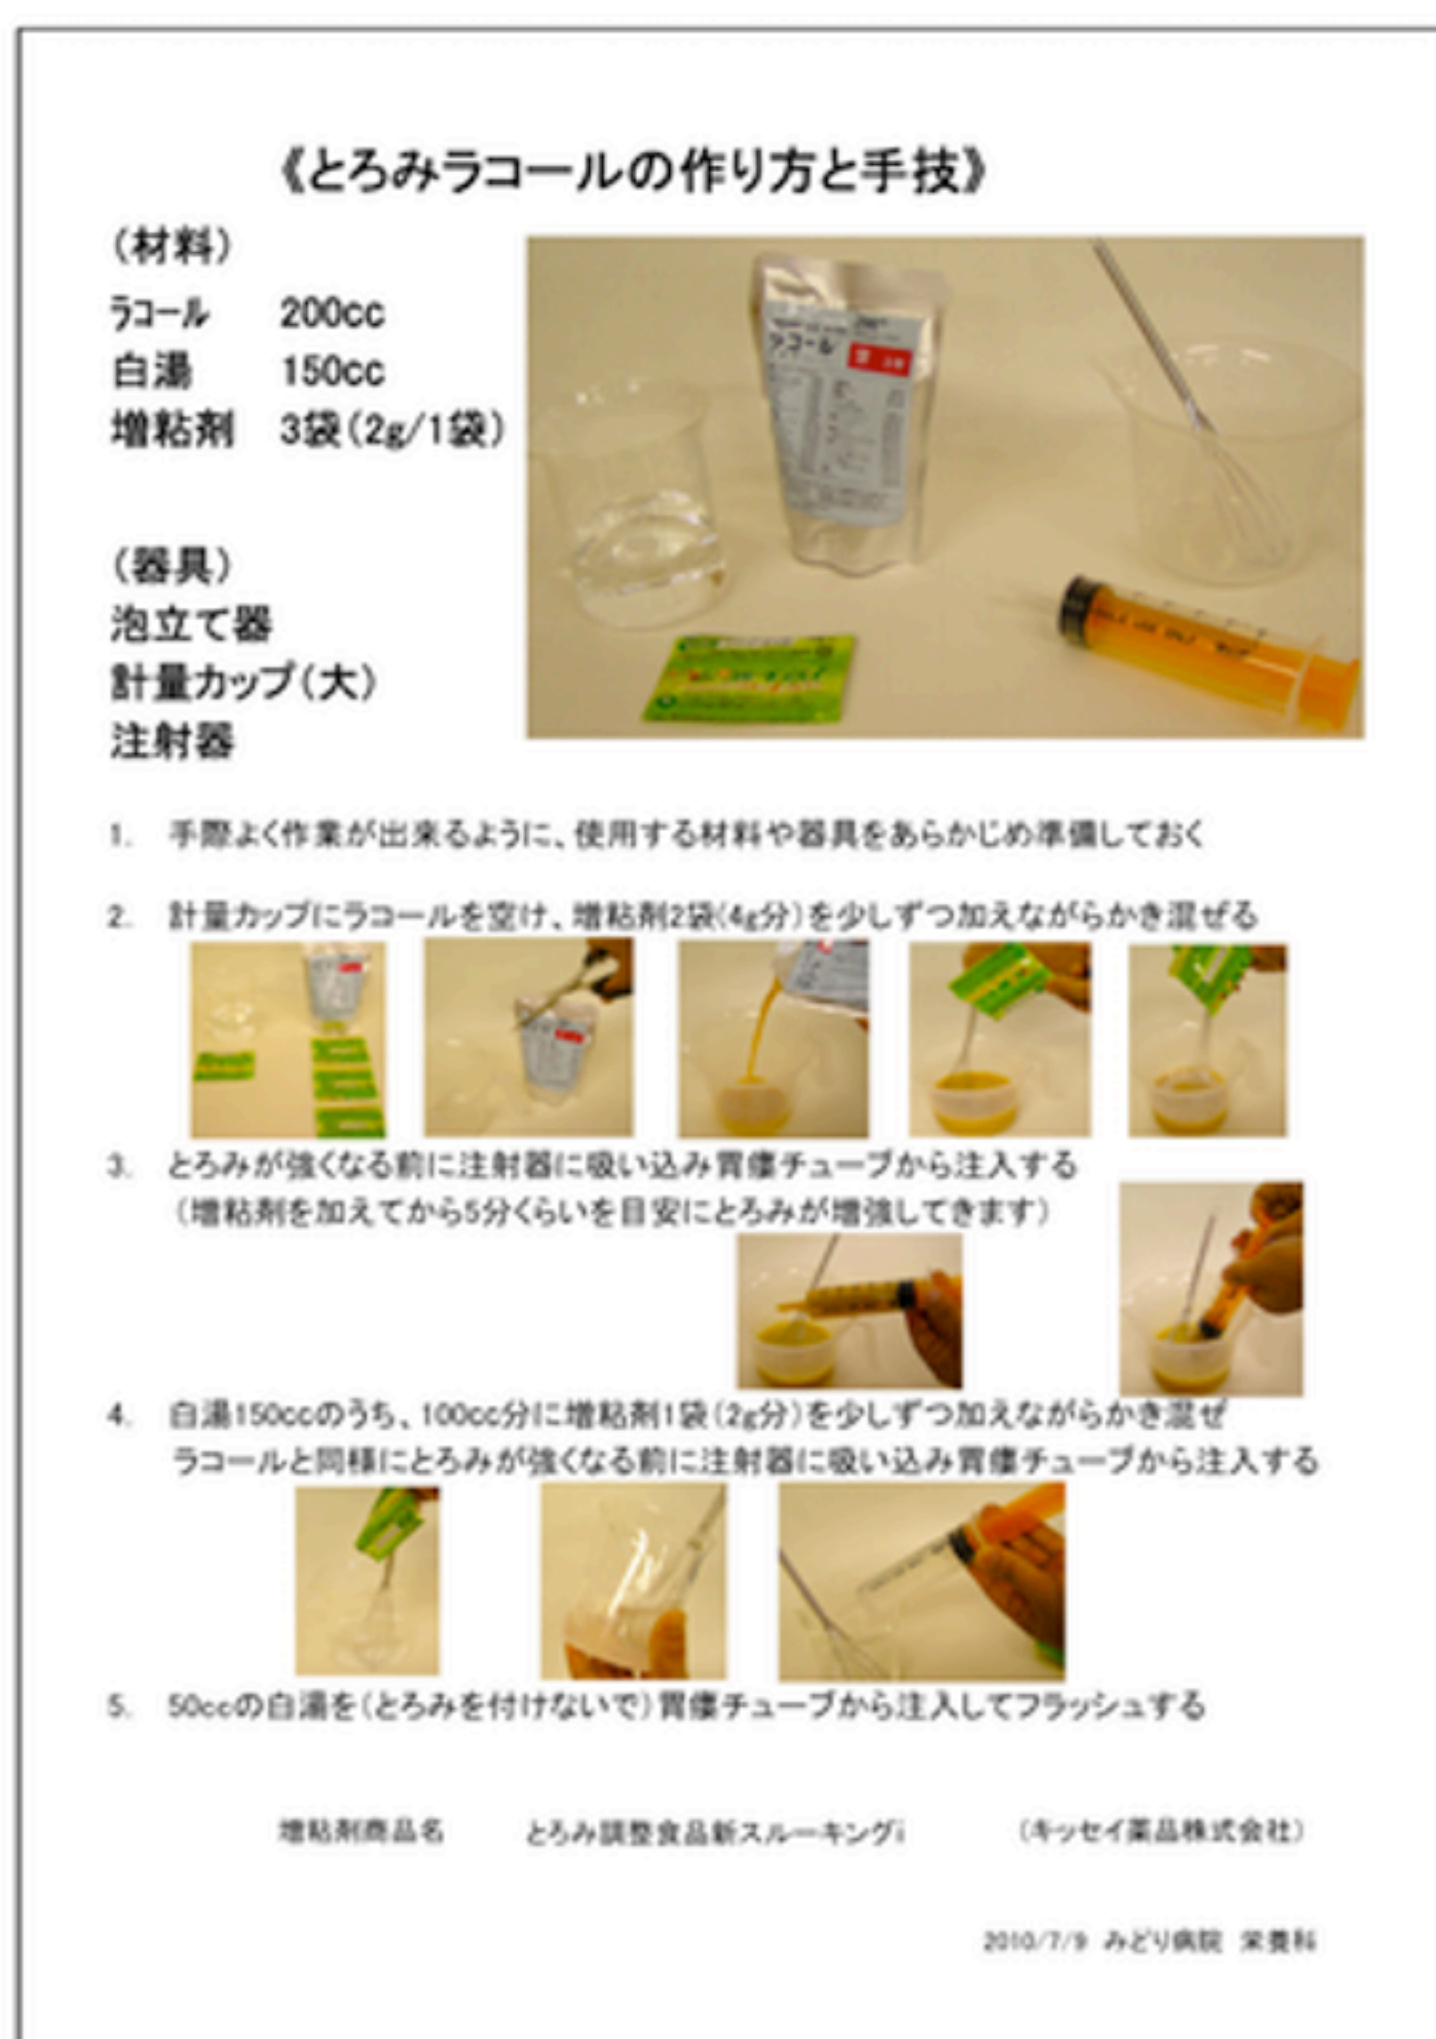 《とろみラコールの作り方と手技》
(材料)
ラコール 200cc
白湯 150cc
増粘剤 3袋(2g/1袋)
(器具)
泡立て器
計量カップ(大)
注射器
ラコール
1. 手際よく作業が出来るように、使用する材料や器具をあらかじめ準備しておく
2. 計量カップにラコールを空け、増粘剤2袋(4g分)を少しずつ加えながらかき混ぜる
3. とろみが強くなる前に注射器に吸い込み胃瘻チューブから注入する
(増粘剤を加えてから5分くらいを目安にとろみが増強してきます)
4. 白湯150ccのうち、100cc分に増粘剤1袋(2g分)を少しずつ加えながらかき混ぜ
ラコールと同様にとろみが強くなる前に注射器に吸い込み胃瘻チューブから注入する
5. 50ccの白湯を(とろみを付けないで)胃瘻チューブから注入してフラッシュする
増粘剤商品名 とろみ調整食品新スルーキングi (キッセイ薬品株式会社)
2010/7/9 みどり病院 栄養科